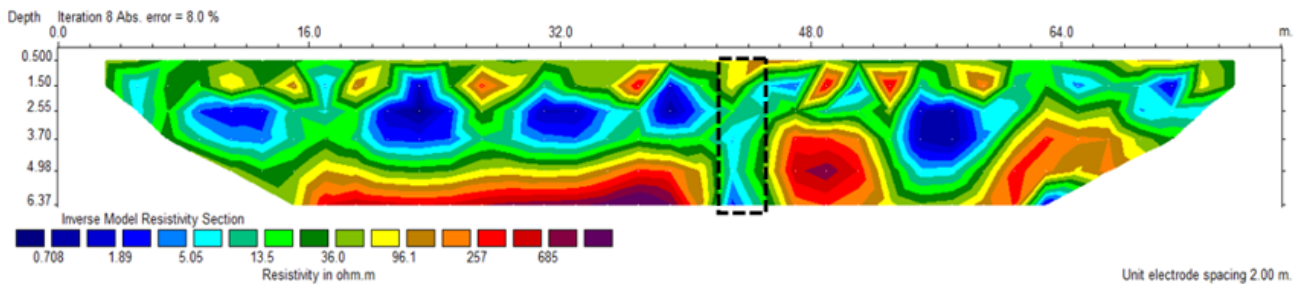 Depth Iteration 8 Abs. error = 8.0 %
0.0 16.0 32.0 48.0 64.0 m.
0.500
1.50
2.55
3.70
4.98
6.37
Inverse Model Resistivity Section
0.708 1.89 5.05 13.5 36.0 96.1 257 685
Resistivity in ohm.m
Unit electrode spacing 2.00 m.